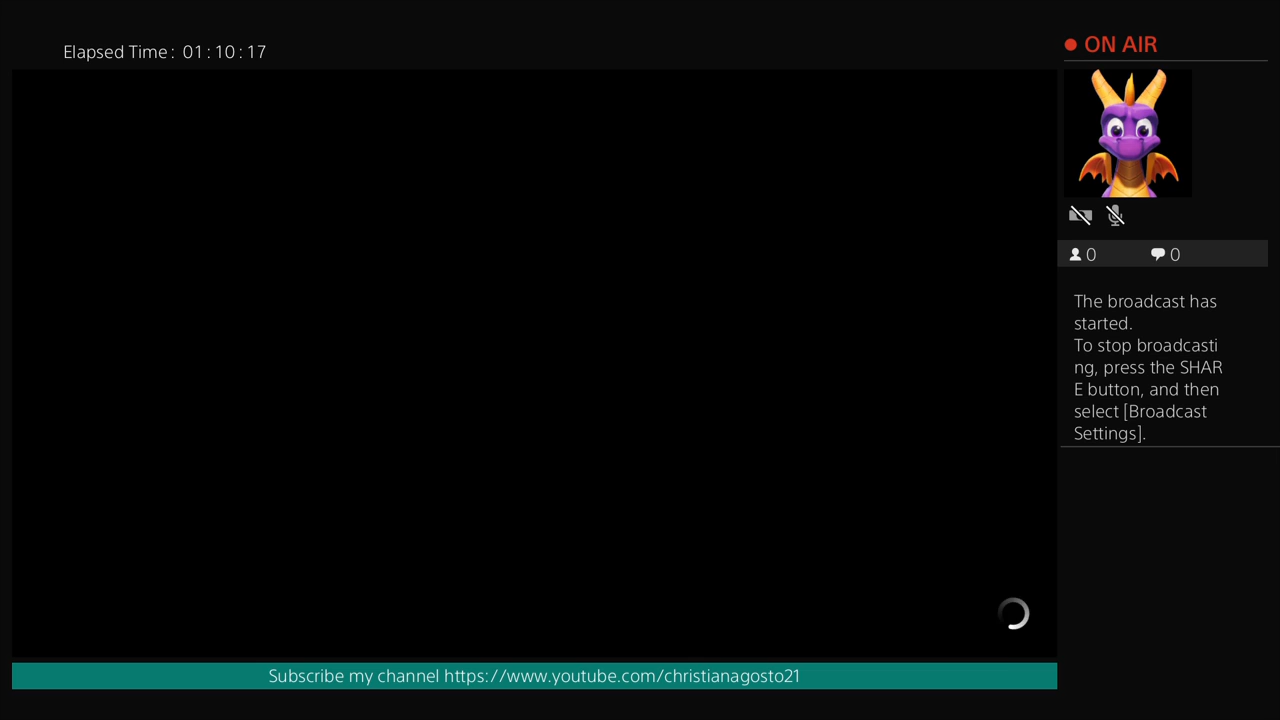 Elapsed Time: 01:10:17
ON AIR
0
0
The broadcast has
started.
To stop broadcasti
ng, press the SHAR
E button, and then
select [Broadcast
Settings].
Subscribe my channel https://www.youtube.com/christianagosto21